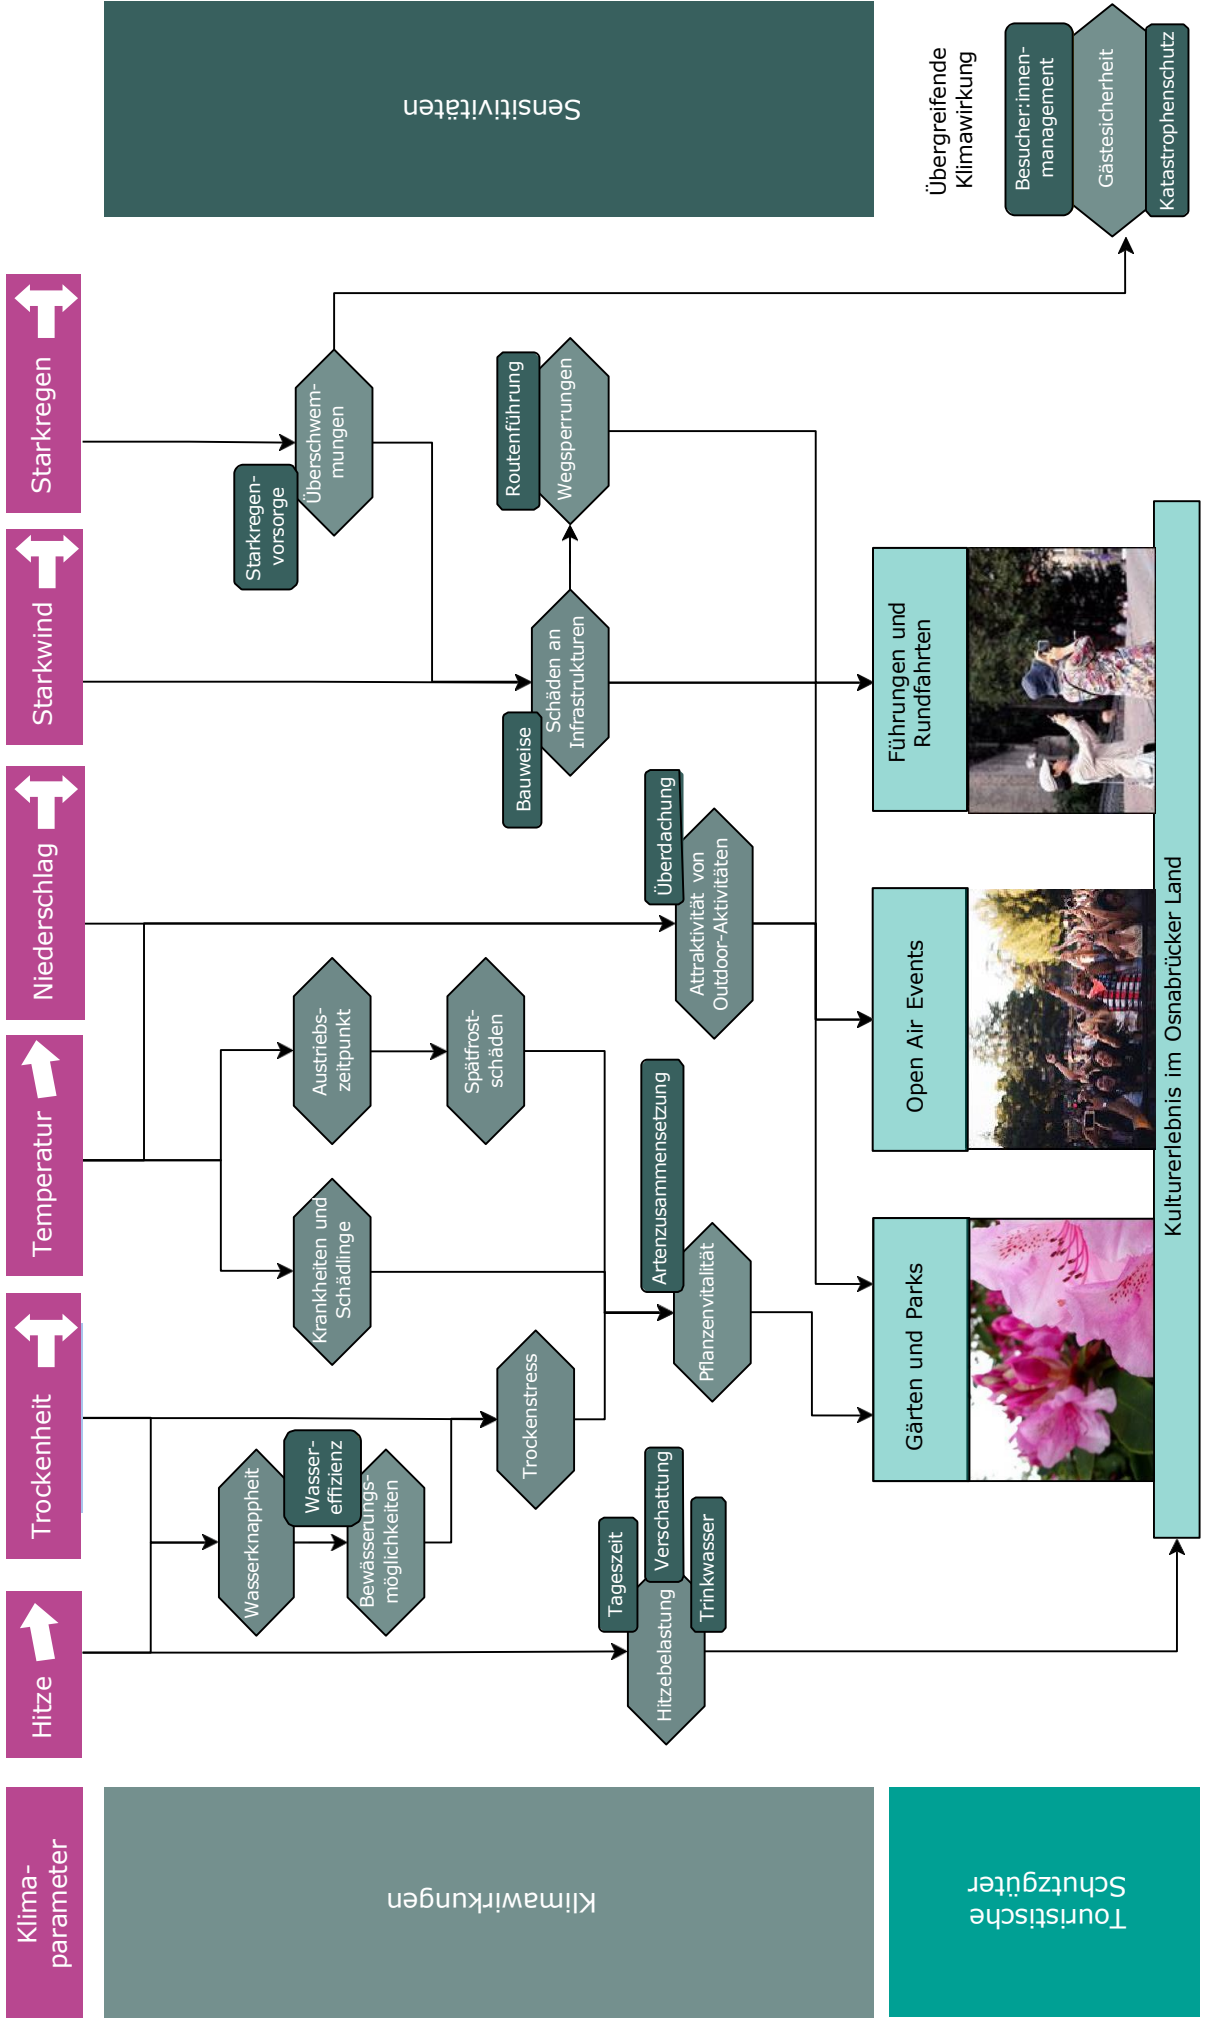 Klima-
parameter
Hitze
Trockenheit
Temperatur
Niederschlag
Starkwind
Starkregen
Klimawirkungen
Sensitivitäten
Wasserknappheit
Wasser-
effizienz
Bewässerungs-
möglichkeiten
Krankheiten und
Schädlinge
Austriebs-
zeitpunkt
Spätfrost-
schäden
Starkregen-
vorsorge
Überschwem-
mungen
Trockenstress
Bauweise
Schäden an
Infrastrukturen
Routenführung
Wegsperrungen
Tageszeit
Verschattung
Trinkwasser
Hitzebelastung
Artenzusammensetzung
Pflanzenvitalität
Überdachung
Attraktivität von
Outdoor-Aktivitäten
Touristische
Schutzgüter
Gärten und Parks
Open Air Events
Führungen und
Rundfahrten
Kulturerlebnis im Osnabrücker Land
Übergreifende
Klimawirkung
Besucher:innen-
management
Gästesicherheit
Katastrophenschutz